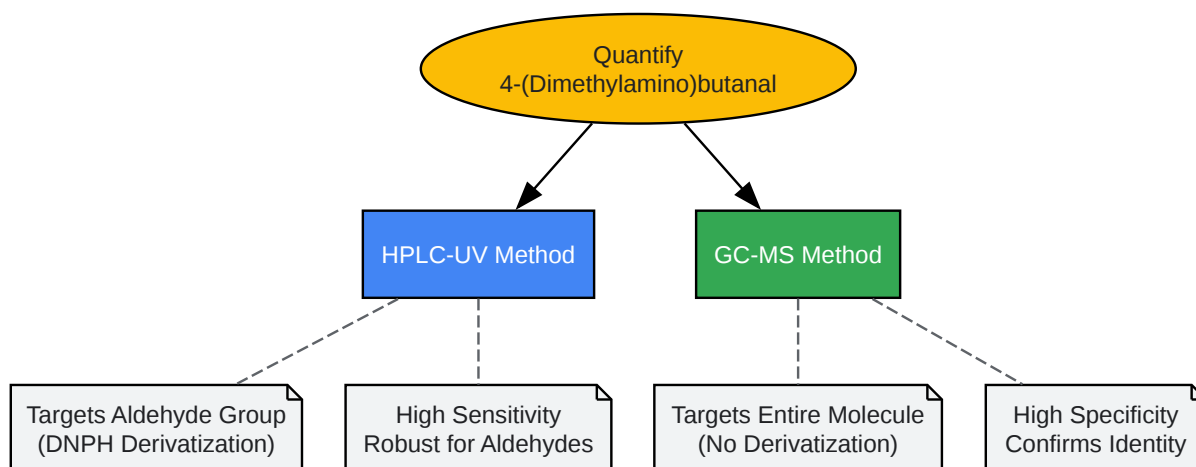 Quantify
4-(Dimethylamino)butanal
HPLC-UV Method
GC-MS Method
Targets Aldehyde Group
(DNPH Derivatization)
High Sensitivity
Robust for Aldehydes
Targets Entire Molecule
(No Derivatization)
High Specificity
Confirms Identity